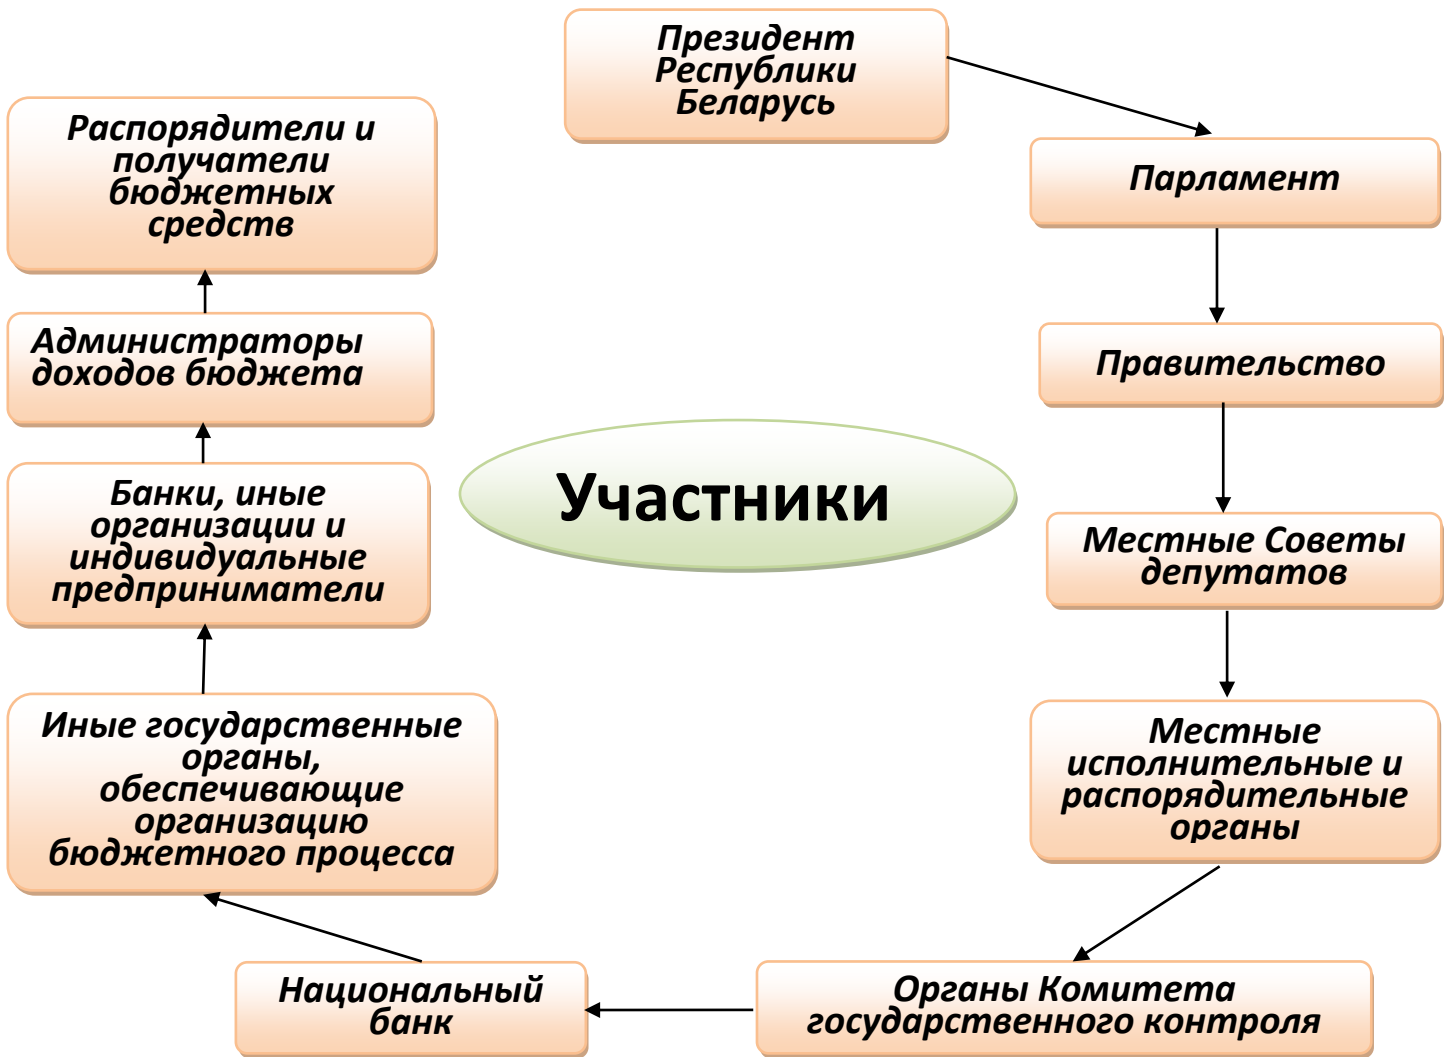 Президент
Республики
Беларусь
Парламент
Правительство
Местные Советы
депутатов
Местные
исполнительные и
распорядительные
органы
Органы Комитета
государственного контроля
Национальный
банк
Иные государственные
органы,
обеспечивающие
организацию
бюджетного процесса
Банки, иные
организации и
индивидуальные
предприниматели
Администраторы
доходов бюджета
Распорядители и
получатели
бюджетных
средств
Участники